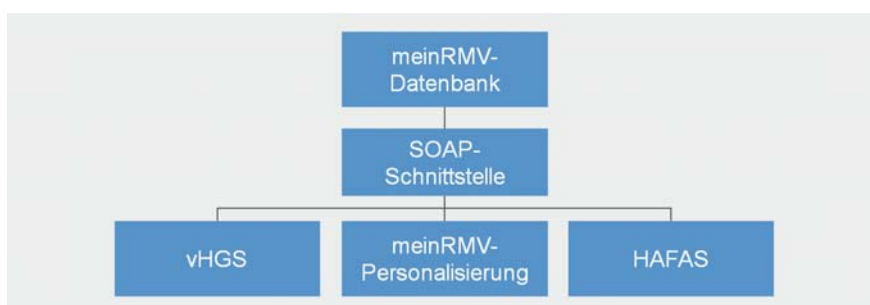 meinRMV-
Datenbank
SOAP-
Schnittstelle
vHGS
meinRMV-
Personalisierung
HAFAS